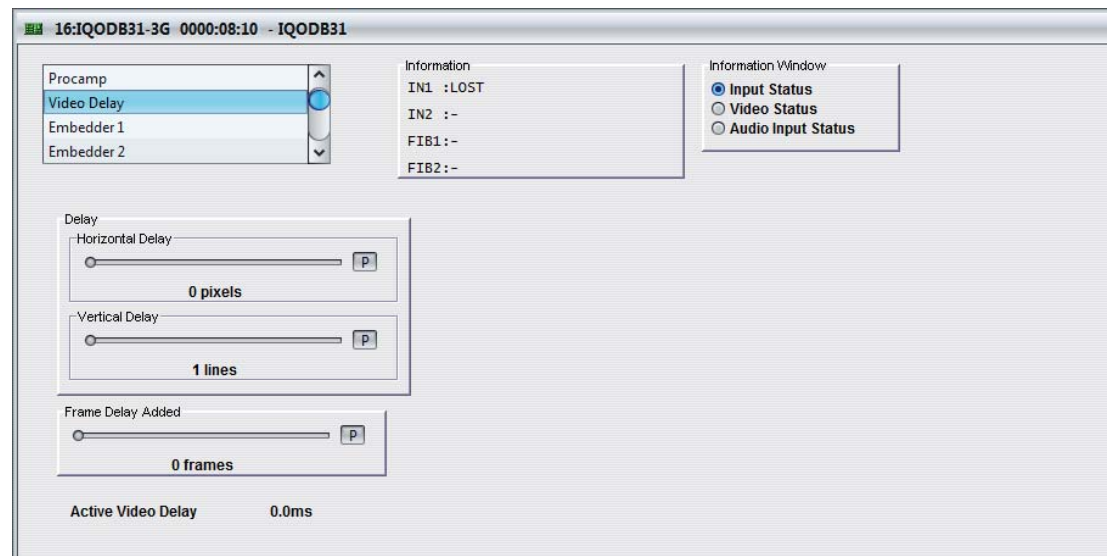 16:IQODB31-3G 0000:08:10 - IQODB31
Procamp
Video Delay
Embedder 1
Embedder 2
Information
IN1 :LOST
IN2 :-
FIB1:-
FIB2:-
Information Window
Input Status
Video Status
Audio Input Status
Delay
Horizontal Delay
P
0 pixels
Vertical Delay
P
1 lines
Frame Delay Added
P
0 frames
Active Video Delay 0.0ms